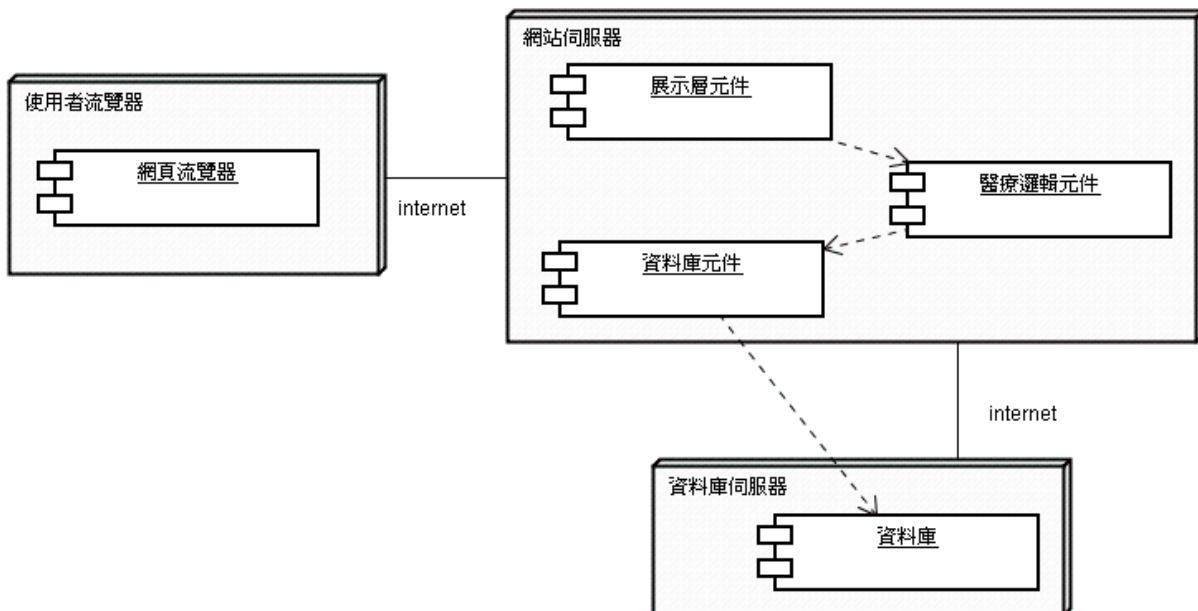 網站伺服器
展示層元件
使用者流覽器
網頁流覽器
internet
醫療邏輯元件
資料庫元件
internet
資料庫伺服器
資料庫